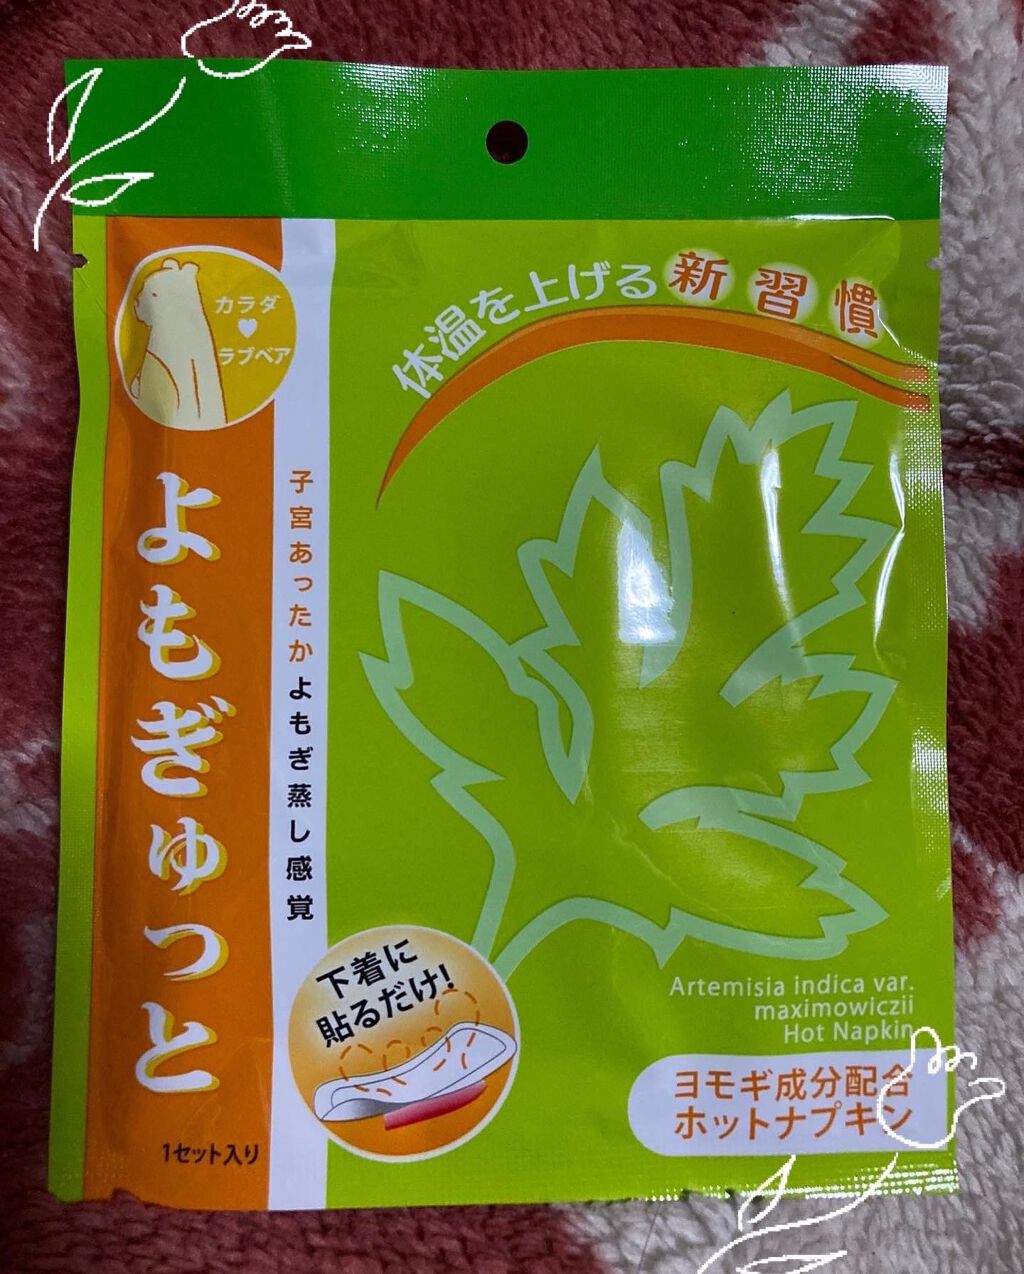 体温を上げる新習慣
カラダ
♥
ラブベア
よもぎゅっと
子宮あったかよもぎ蒸し感覚
下着に
貼るだけ!
Artemisia indica var.
maximowiczii
Hot Napkin
ヨモギ成分配合
ホットナプキン
1セット入り